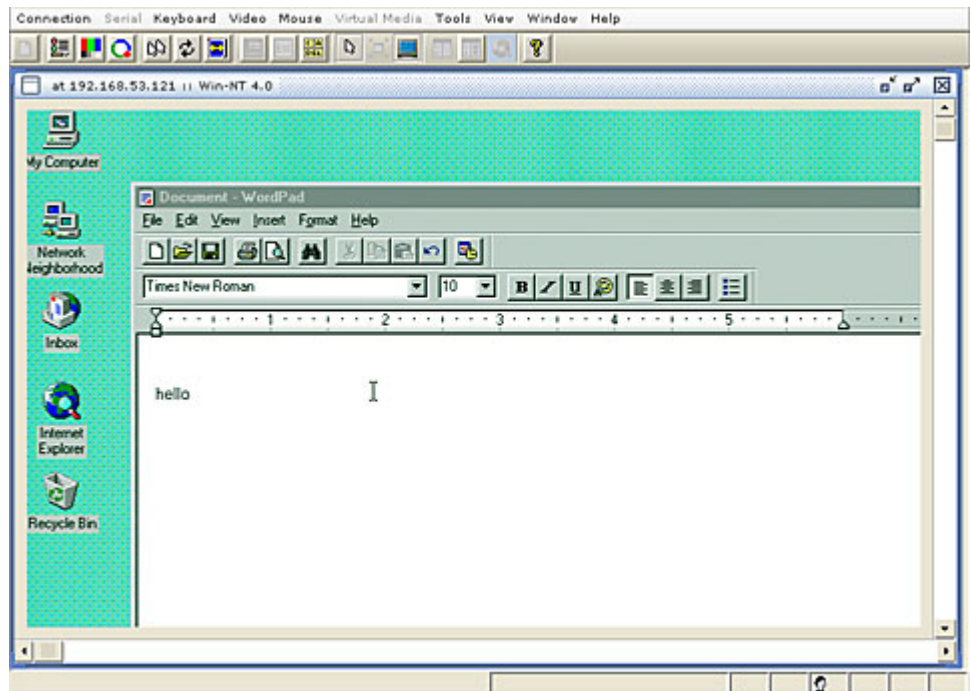 Connection Serial Keyboard Video Mouse Virtual Media Tools View Window Help
at 192.168.53.121 :: Win-NT 4.0
My Computer
Document - WordPad
File Edit View Insert Format Help
Network
Neighborhood
Times New Roman 10 B I U
1 2 3 4 5
Inbox
hello
Internet
Explorer
Recycle Bin